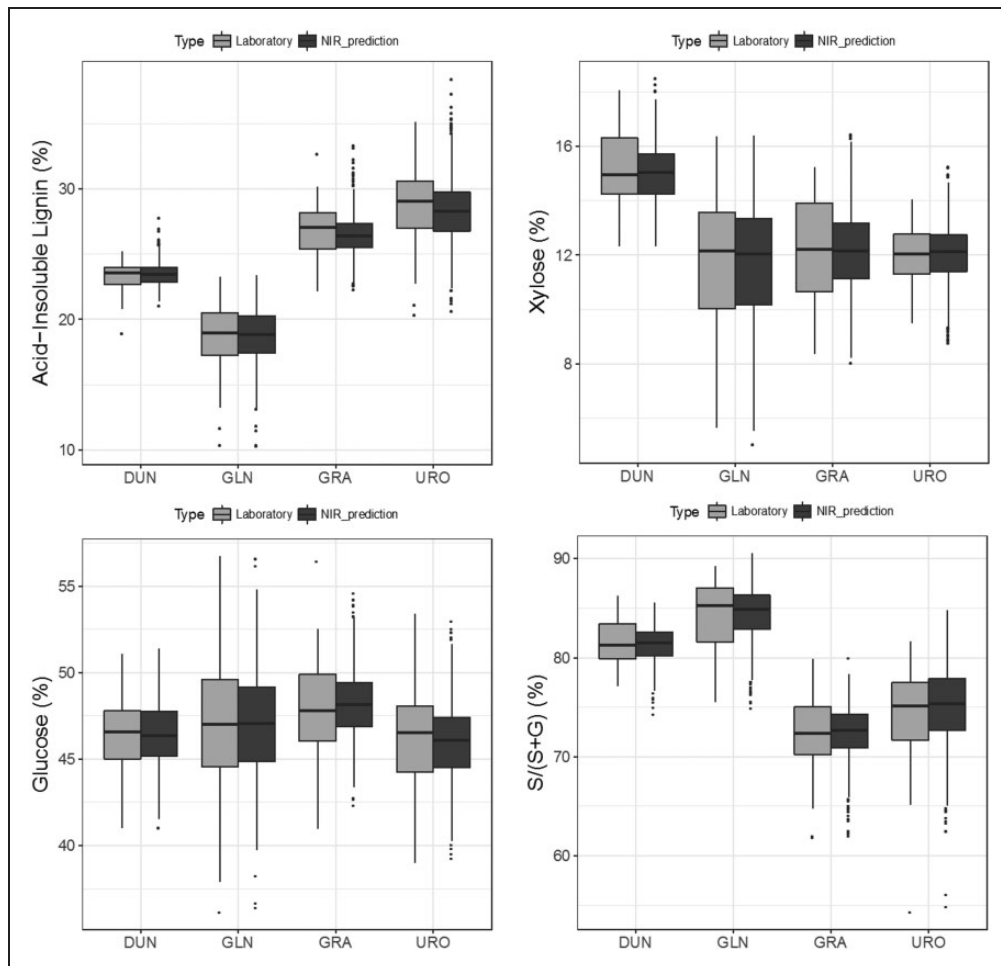 Type Laboratory NIR_prediction
Acid-Insoluble Lignin (%)
30
20
10
DUN GLN GRA URO
Type Laboratory NIR_prediction
Xylose (%)
16
12
8
DUN GLN GRA URO
Type Laboratory NIR_prediction
Glucose (%)
55
50
45
40
DUN GLN GRA URO
Type Laboratory NIR_prediction
S/(S+G) (%)
90
80
70
60
DUN GLN GRA URO